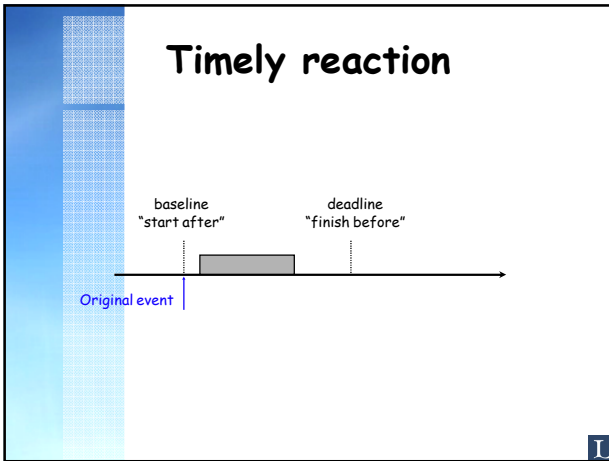 Timely reaction
baseline
"start after"
deadline
"finish before"
Original event
L